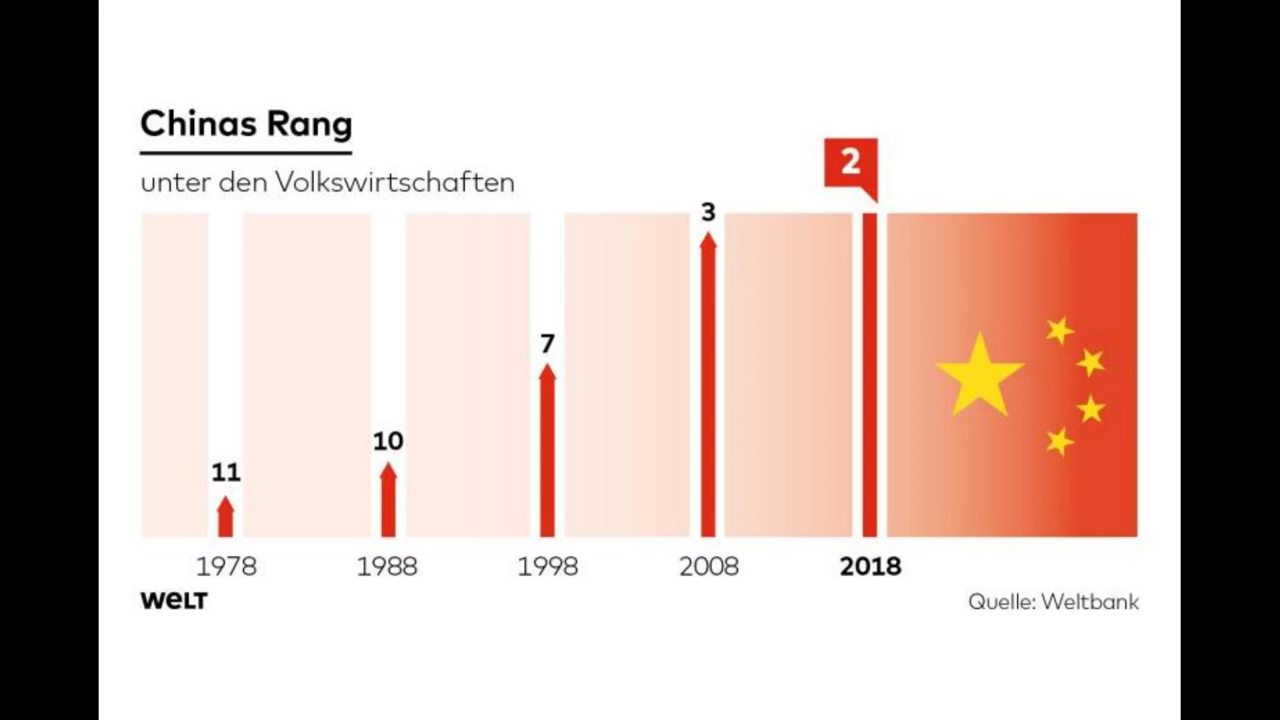 Chinas Rang
unter den Volkswirtschaften
2
3
7
10
11
1978 1988 1998 2008 2018
WELT
Quelle: Weltbank